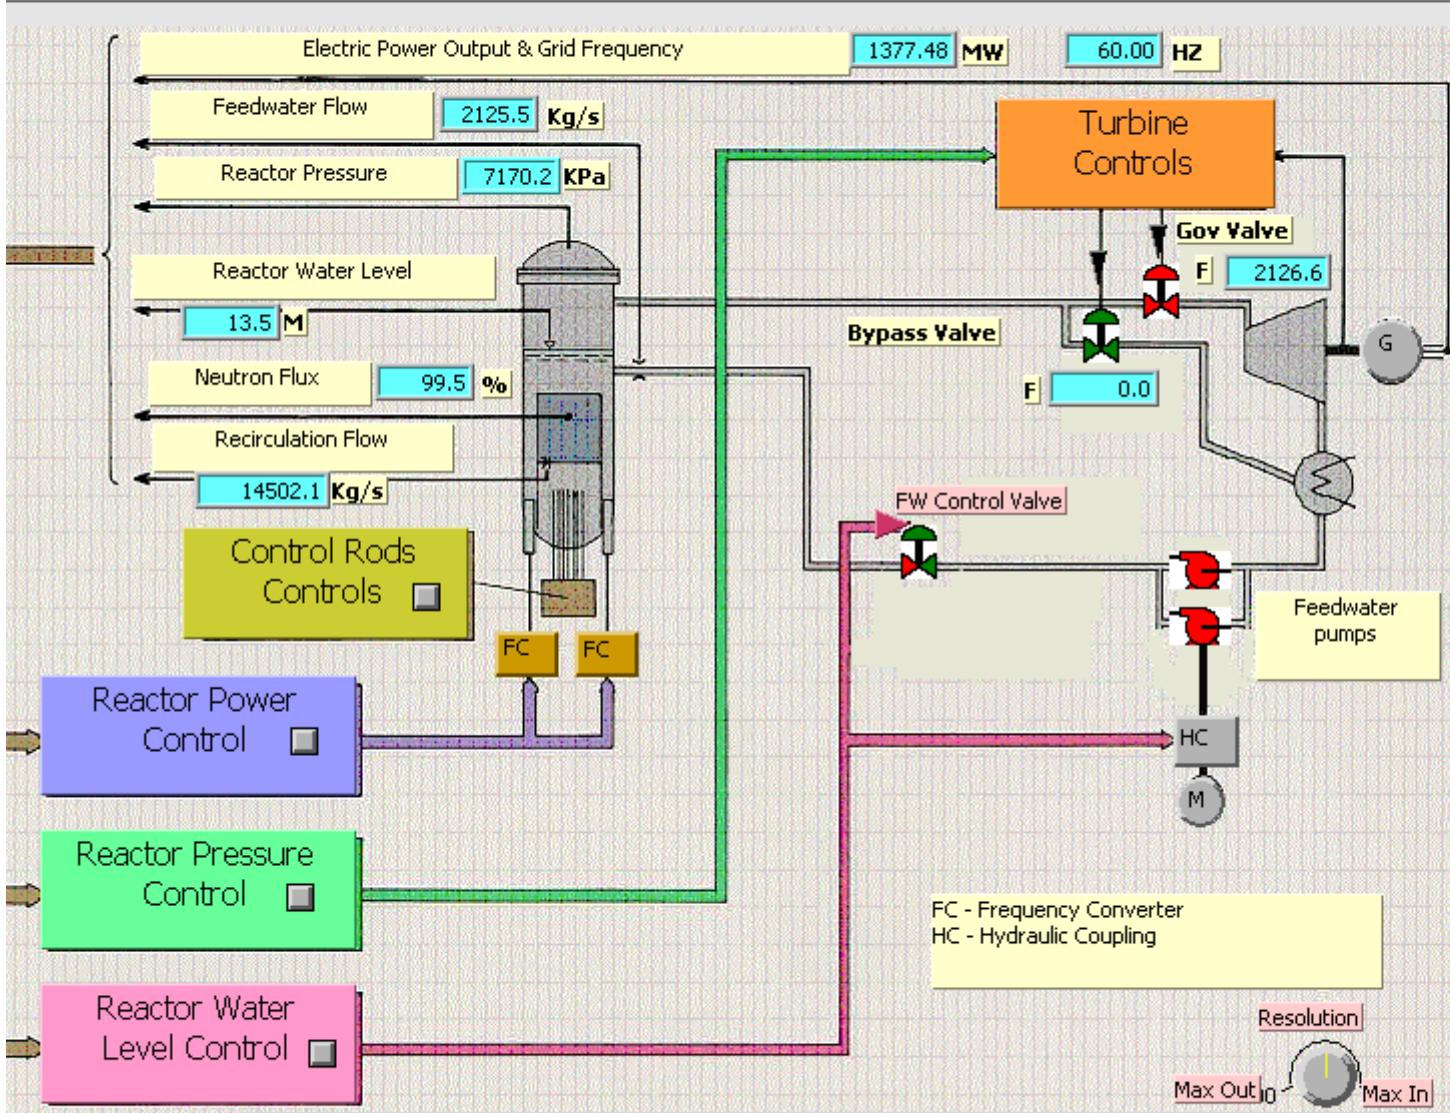 Electric Power Output & Grid Frequency 1377.48 MW 60.00 HZ
Feedwater Flow 2125.5 Kg/s
Turbine
Controls
Reactor Pressure 7170.2 KPa
Gov Valve
F 2126.6
Reactor Water Level
13.5 M
Bypass Valve
G
Neutron Flux 99.5 %
F 0.0
Recirculation Flow
14502.1 Kg/s
FW Control Valve
Control Rods
Controls
Feedwater
pumps
FC FC
Reactor Power
Control
HC
M
Reactor Pressure
Control
FC - Frequency Converter
HC - Hydraulic Coupling
Reactor Water
Level Control
Resolution
Max Out
Max In